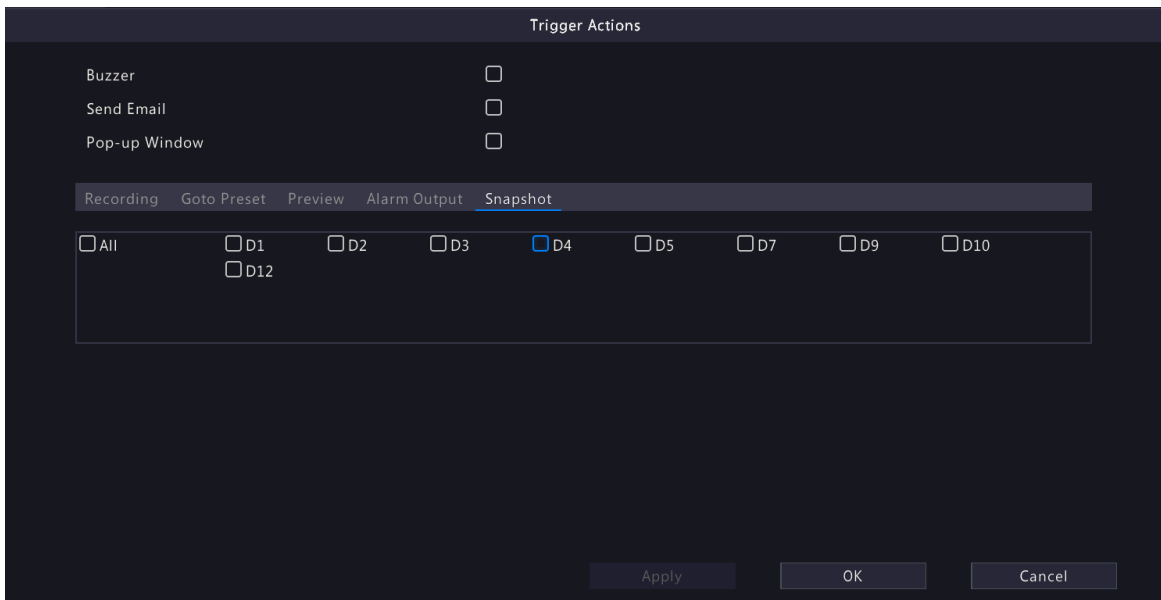 Trigger Actions
Buzzer
Send Email
Pop-up Window
Recording Goto Preset Preview Alarm Output Snapshot
All D1 D2 D3 D4 D5 D7 D9 D10
D12
Apply OK Cancel